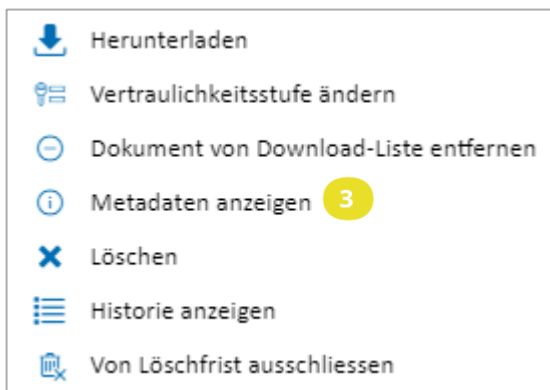 Herunterladen
Vertraulichkeitsstufe ändern
Dokument von Download-Liste entfernen
Metadaten anzeigen 3
Löschen
Historie anzeigen
Von Löschfrist ausschliessen